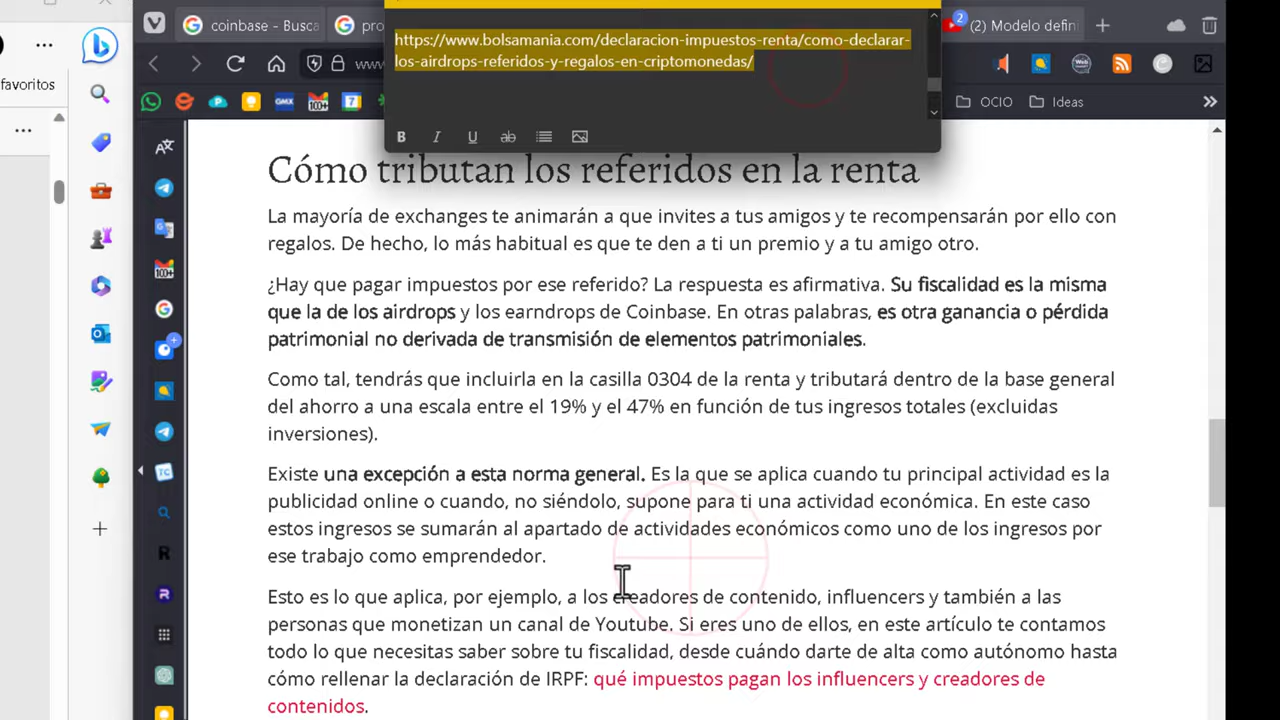 coinbase - Busca
pro
2
(2) Modelo defini
https://www.bolsamania.com/declaracion-impuestos-renta/como-declarar-
los-airdrops-referidos-y-regalos-en-criptomonedas/
favoritos
www
GMX
100+
7
OCIO
Ideas
B I U ab
Cómo tributan los referidos en la renta
La mayoría de exchanges te animarán a que invites a tus amigos y te recompensarán por ello con
regalos. De hecho, lo más habitual es que te den a ti un premio y a tu amigo otro.
¿Hay que pagar impuestos por ese referido? La respuesta es afirmativa. Su fiscalidad es la misma
que la de los airdrops y los earndrops de Coinbase. En otras palabras, es otra ganancia o pérdida
patrimonial no derivada de transmisión de elementos patrimoniales.
Como tal, tendrás que incluirla en la casilla 0304 de la renta y tributará dentro de la base general
del ahorro a una escala entre el 19% y el 47% en función de tus ingresos totales (excluidas
inversiones).
Existe una excepción a esta norma general. Es la que se aplica cuando tu principal actividad es la
publicidad online o cuando, no siéndolo, supone para ti una actividad económica. En este caso
estos ingresos se sumarán al apartado de actividades económicos como uno de los ingresos por
ese trabajo como emprendedor.
Esto es lo que aplica, por ejemplo, a los creadores de contenido, influencers y también a las
personas que monetizan un canal de Youtube. Si eres uno de ellos, en este artículo te contamos
todo lo que necesitas saber sobre tu fiscalidad, desde cuándo darte de alta como autónomo hasta
cómo rellenar la declaración de IRPF: qué impuestos pagan los influencers y creadores de
contenidos.
100+
TC
R
R